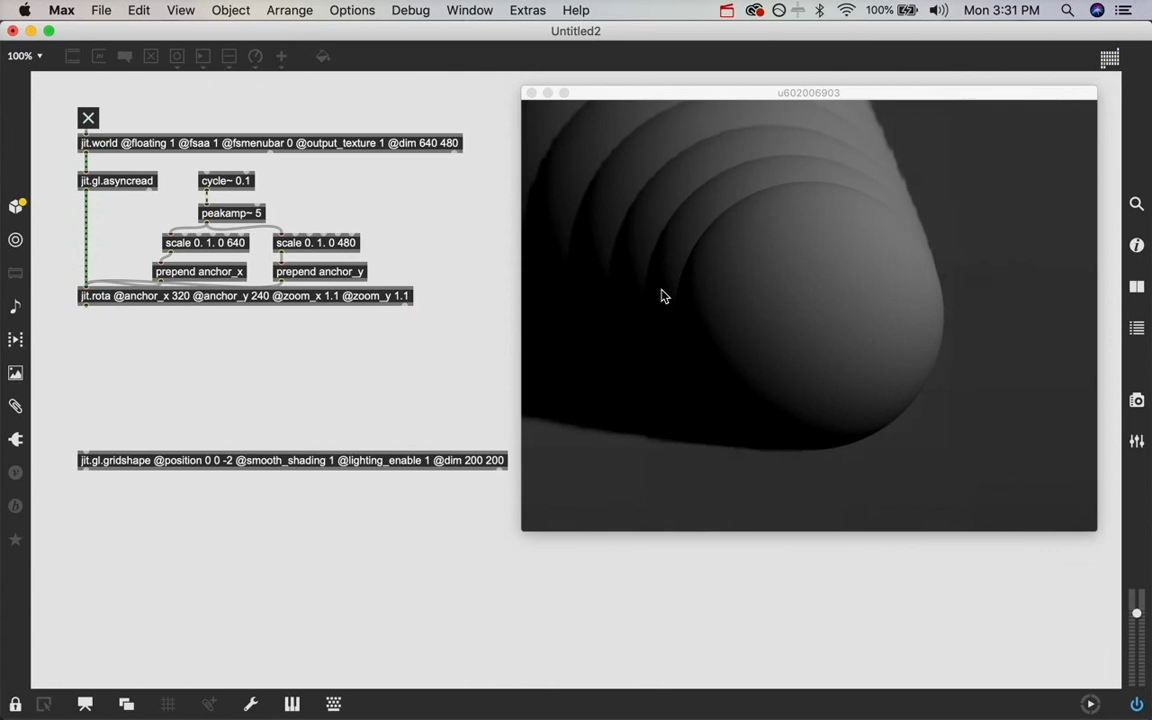 Max File Edit View Object Arrange Options Debug Window Extras Help 100% Mon 3:31 PM
Untitled2
100%
u602006903
jit.world @floating 1 @fsaa 1 @fsmenubar 0 @output_texture 1 @dim 640 480
jit.gl.asyncread cycle~ 0.1
peakamp~ 5
scale 0. 1. 0 640 scale 0. 1. 0 480
prepend anchor_x prepend anchor_y
jit.rota @anchor_x 320 @anchor_y 240 @zoom_x 1.1 @zoom_y 1.1
jit.gl.gridshape @position 0 0 -2 @smooth_shading 1 @lighting_enable 1 @dim 200 200